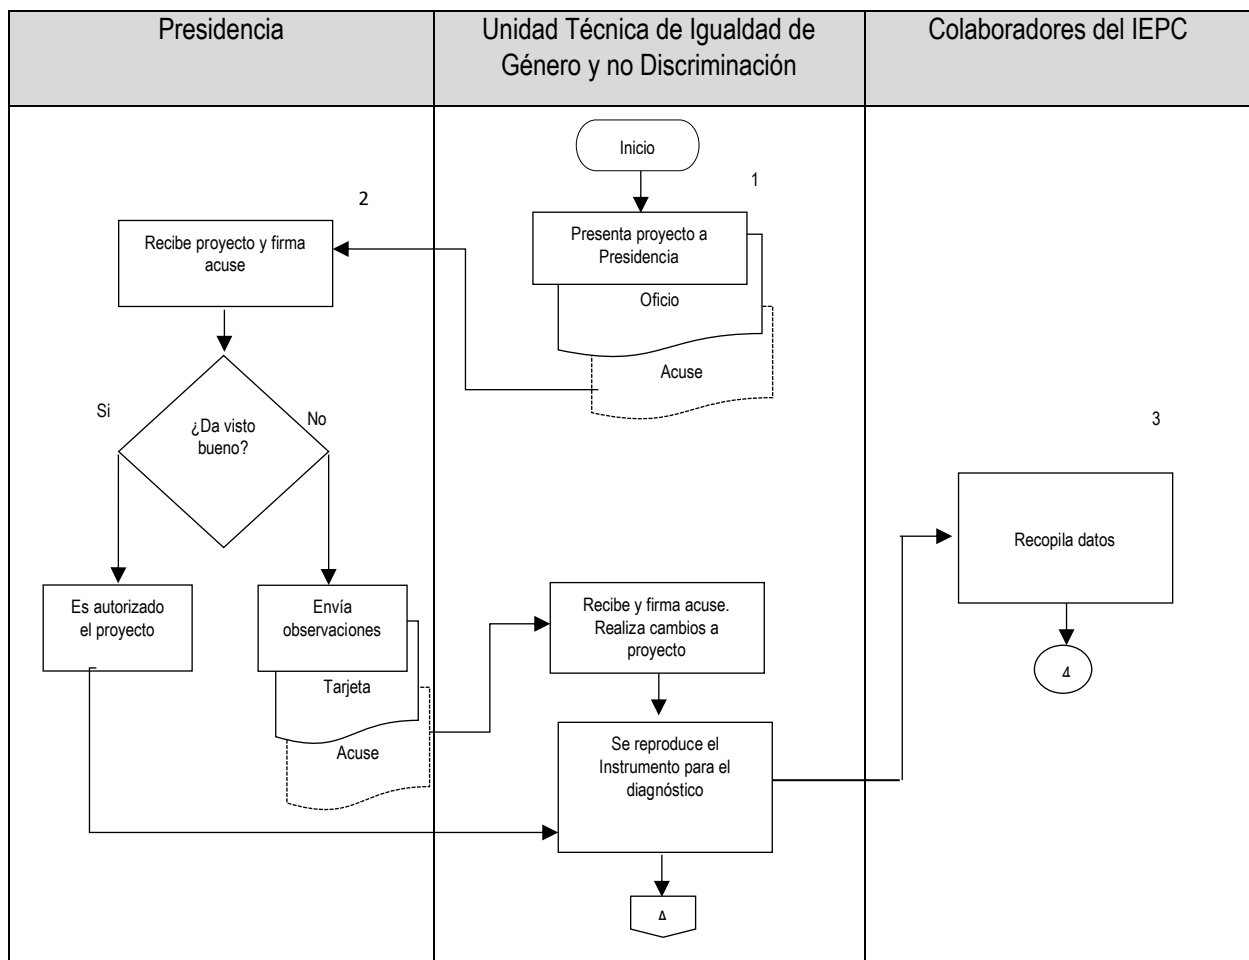 Presidencia
Unidad Técnica de Igualdad de
Género y no Discriminación
Colaboradores del IEPC
Inicio
1
2
Presenta proyecto a
Presidencia
Recibe proyecto y firma
acuse
Oficio
Acuse
Si
No
¿Da visto
bueno?
3
Recopila datos
Es autorizado
el proyecto
Envía
observaciones
Recibe y firma acuse.
Realiza cambios a
proyecto
Tarjeta
Acuse
Se reproduce el
Instrumento para el
diagnóstico
4